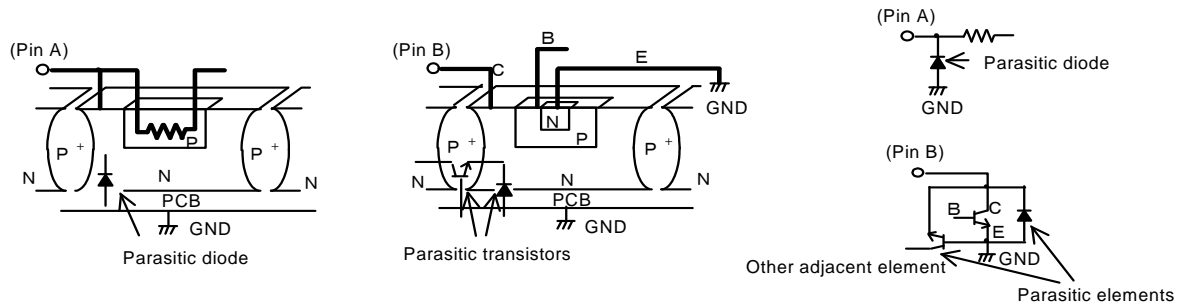 (Pin A)
P
P +
P +
N
N
N
PCB
GND
Parasitic diode
(Pin B)
B
C
E
GND
N
P
P +
P +
N
N
N
PCB
GND
Parasitic transistors
(Pin A)
Parasitic diode
GND
(Pin B)
B
C
E
GND
Other adjacent element
Parasitic elements